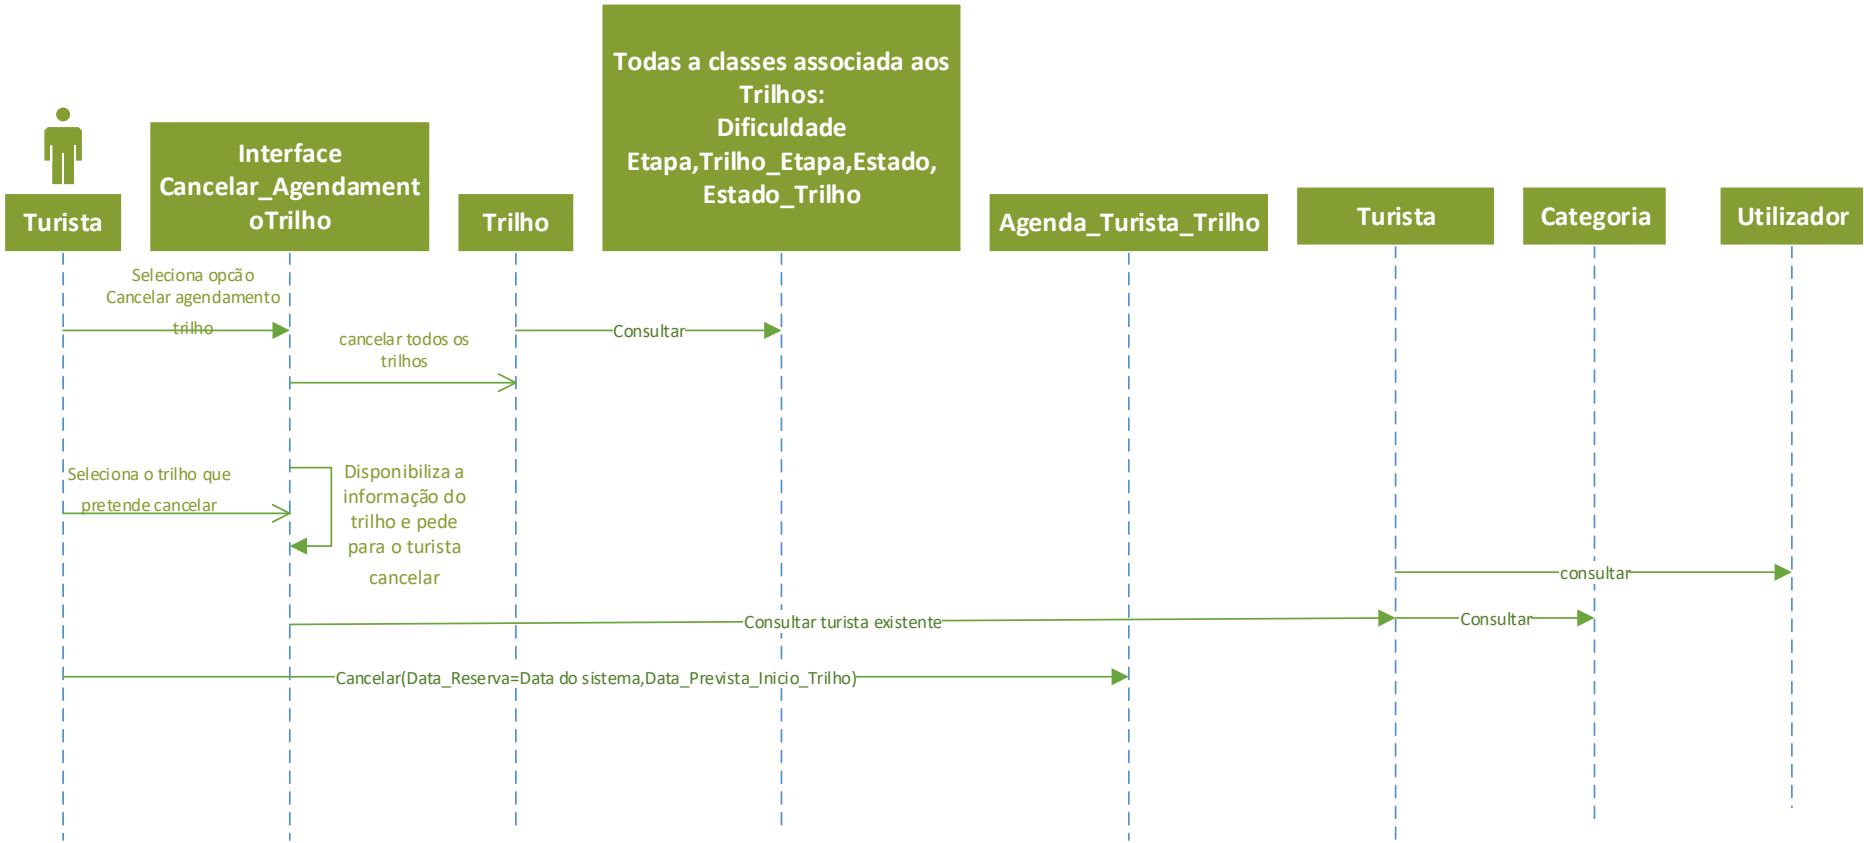 Todas a classes associada aos
Trilhos:
Dificuldade
Etapa,Trilho_Etapa,Estado,
Estado_Trilho
Interface
Cancelar_Agendament
oTrilho
Turista
Trilho
Agenda_Turista_Trilho
Turista
Categoria
Utilizador
Seleciona opcão
Cancelar agendamento
trilho
Consultar
cancelar todos os
trilhos
Seleciona o trilho que
pretende cancelar
Disponibiliza a
informação do
trilho e pede
para o turista
cancelar
consultar
Consultar turista existente
Consultar
Cancelar(Data_Reserva=Data do sistema,Data_Prevista_Inicio_Trilho)